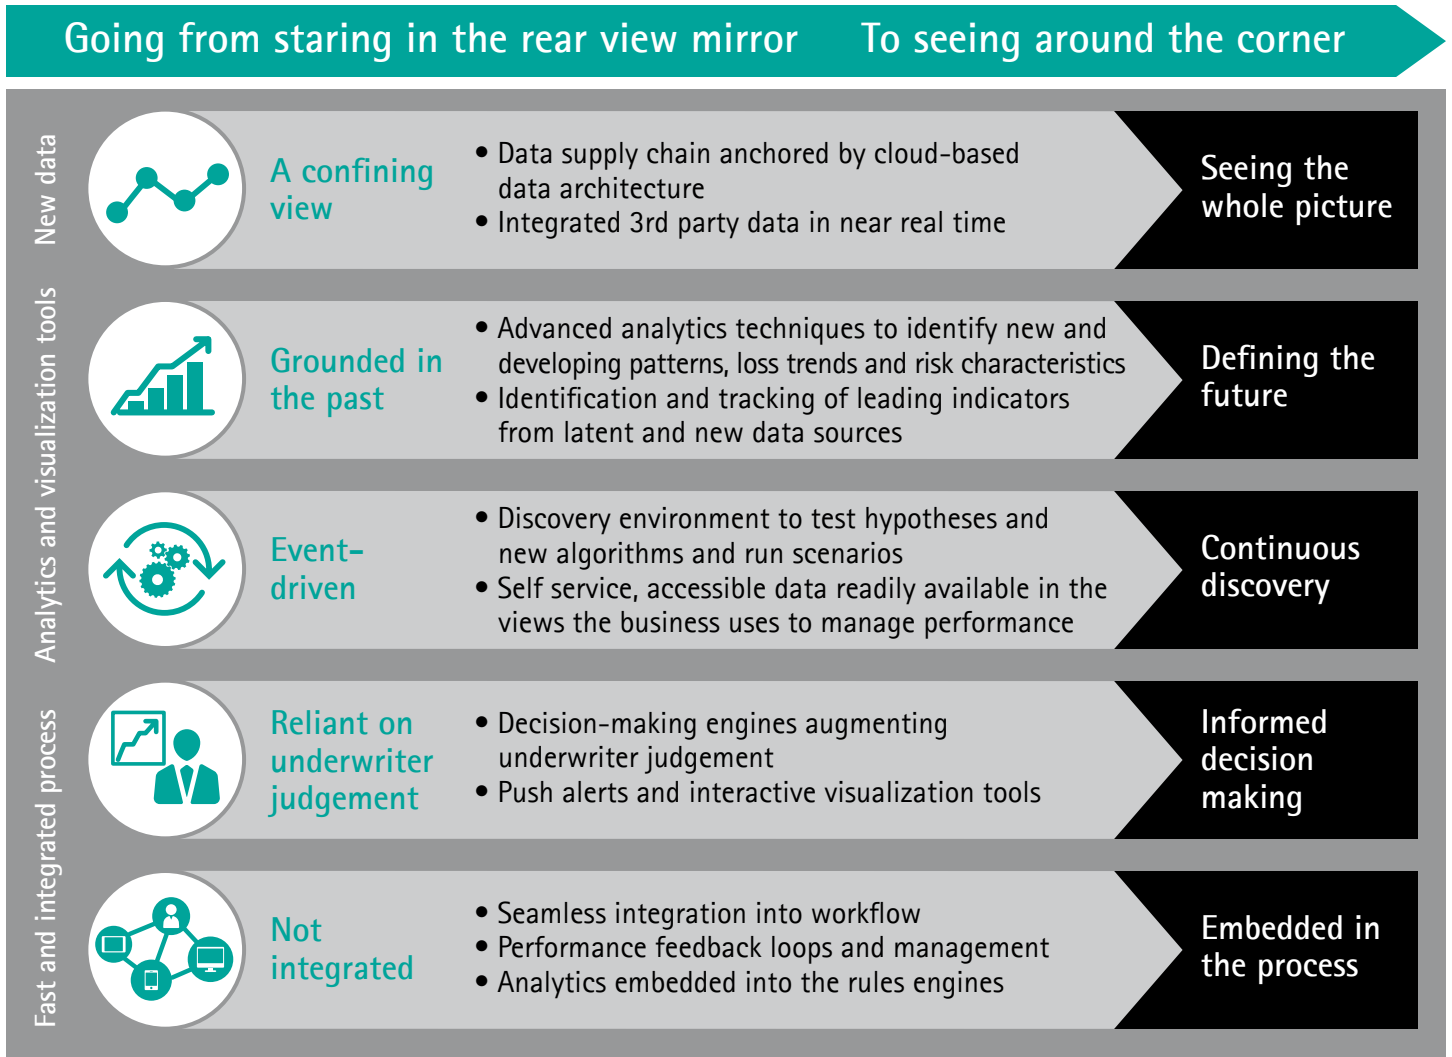 Going from staring in the rear view mirror
To seeing around the corner
New data
A confining
view
• Data supply chain anchored by cloud-based
data architecture
• Integrated 3rd party data in near real time
Seeing the
whole picture
Analytics and visualization tools
Grounded in
the past
• Advanced analytics techniques to identify new and
developing patterns, loss trends and risk characteristics
• Identification and tracking of leading indicators
from latent and new data sources
Defining the
future
Event-
driven
• Discovery environment to test hypotheses and
new algorithms and run scenarios
• Self service, accessible data readily available in the
views the business uses to manage performance
Continuous
discovery
Fast and integrated process
Reliant on
underwriter
judgement
• Decision-making engines augmenting
underwriter judgement
• Push alerts and interactive visualization tools
Informed
decision
making
Not
integrated
• Seamless integration into workflow
• Performance feedback loops and management
• Analytics embedded into the rules engines
Embedded in
the process